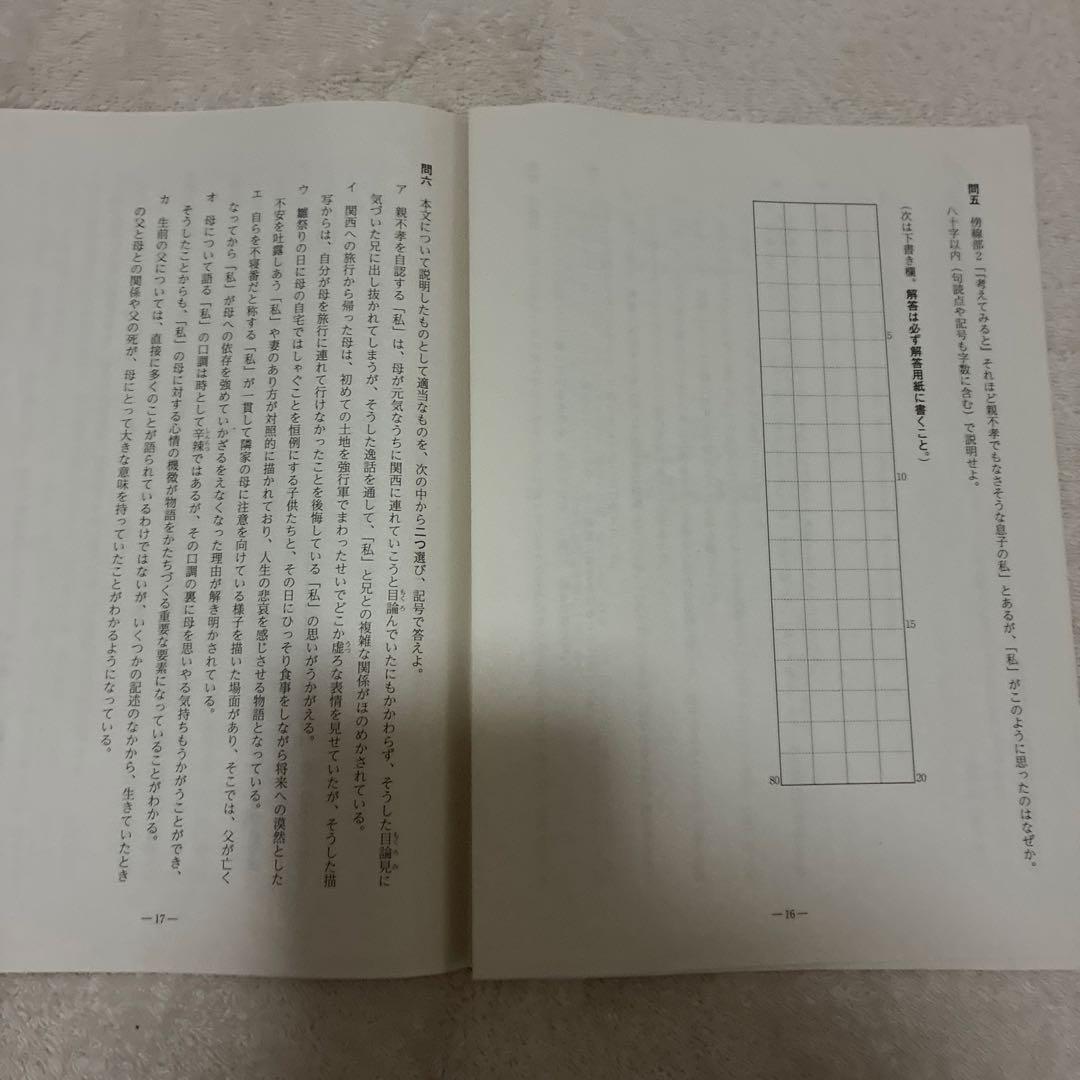 問五　傍線部2「『考えてみると』それほど親不孝でもなさそうな息子の私」とあるが、「私」がこのように思ったのはなぜか。
八十字以内（句読点や記号も字数に含む）で説明せよ。
（次は下書き欄。解答は必ず解答用紙に書くこと。）
5
10
15
20
80
―16―
問六　本文について説明したものとして適当なものを、次の中から二つ選び、記号で答えよ。
ア　親不孝を自認する「私」は、母が元気なうちに関西に連れていこうと目論んでいたにもかかわらず、そうした目論見に
気づいた兄に出し抜かれてしまうが、そうした逸話を通して、「私」と兄との複雑な関係がほのめかされている。
イ　関西への旅行から帰った母は、初めての土地を強行軍でまわったせいでどこか虚ろな表情を見せていたが、そうした描
写からは、自分が母を旅行に連れて行けなかったことを後悔している「私」の思いがうかがえる。
ウ　雛祭りの日に母の自宅ではしゃぐことを恒例にする子供たちと、その日にひっそり食事をしながら将来への漠然とした
不安を吐露しあう「私」や妻のあり方が対照的に描かれており、人生の悲哀を感じさせる物語となっている。
エ　自らを不寝番だと称する「私」が一貫して隣家の母に注意を向けている様子を描いた場面があり、そこでは、父が亡く
なってから「私」が母への依存を強めていかざるをえなくなった理由が解き明かされている。
オ　母について語る「私」の口調は時として辛辣ではあるが、その口調の裏に母を思いやる気持ちもうかがうことができ、
そうしたことからも、「私」の母に対する心情の機微が物語をかたちづくる重要な要素になっていることがわかる。
カ　生前の父については、直接に多くのことが語られているわけではないが、いくつかの記述のなかから、生きていたとき
の父と母との関係や父の死が、母にとって大きな意味を持っていたことがわかるようになっている。
―17―